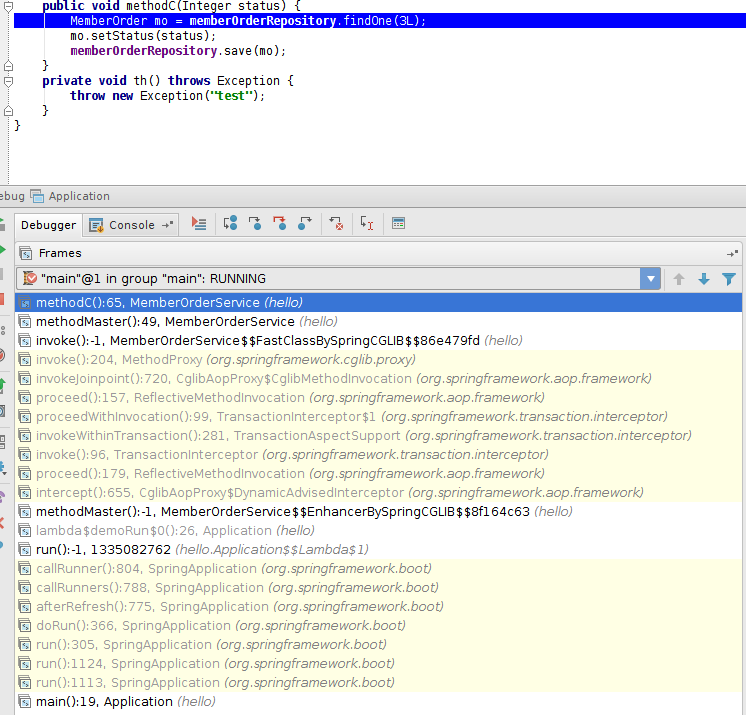 public void methodC(Integer status) {
MemberOrder mo = memberOrderRepository.findOne(3L);
mo.setStatus(status);
memberOrderRepository.save(mo);
}
private void th() throws Exception {
throw new Exception("test");
}
}
ebug Application
Debugger Console
Frames
"main"@1 in group "main": RUNNING
methodC():65, MemberOrderService (hello)
methodMaster():49, MemberOrderService (hello)
invoke():-1, MemberOrderService$$FastClassBySpringCGLIB$$86e479fd (hello)
invoke():204, MethodProxy (org.springframework.cglib.proxy)
invokeJoinpoint():720, CglibAopProxy$CglibMethodInvocation (org.springframework.aop.framework)
proceed():157, ReflectiveMethodInvocation (org.springframework.aop.framework)
proceedWithInvocation():99, TransactionInterceptor$1 (org.springframework.transaction.interceptor)
invokeWithinTransaction():281, TransactionAspectSupport (org.springframework.transaction.interceptor)
invoke():96, TransactionInterceptor (org.springframework.transaction.interceptor)
proceed():179, ReflectiveMethodInvocation (org.springframework.aop.framework)
intercept():655, CglibAopProxy$DynamicAdvisedInterceptor (org.springframework.aop.framework)
methodMaster():-1, MemberOrderService$$EnhancerBySpringCGLIB$$8f164c63 (hello)
lambda$demoRun$0():26, Application (hello)
run():-1, 1335082762 (hello.Application$$Lambda$1)
callRunner():804, SpringApplication (org.springframework.boot)
callRunners():788, SpringApplication (org.springframework.boot)
afterRefresh():775, SpringApplication (org.springframework.boot)
doRun():366, SpringApplication (org.springframework.boot)
run():305, SpringApplication (org.springframework.boot)
run():1124, SpringApplication (org.springframework.boot)
run():1113, SpringApplication (org.springframework.boot)
main():19, Application (hello)